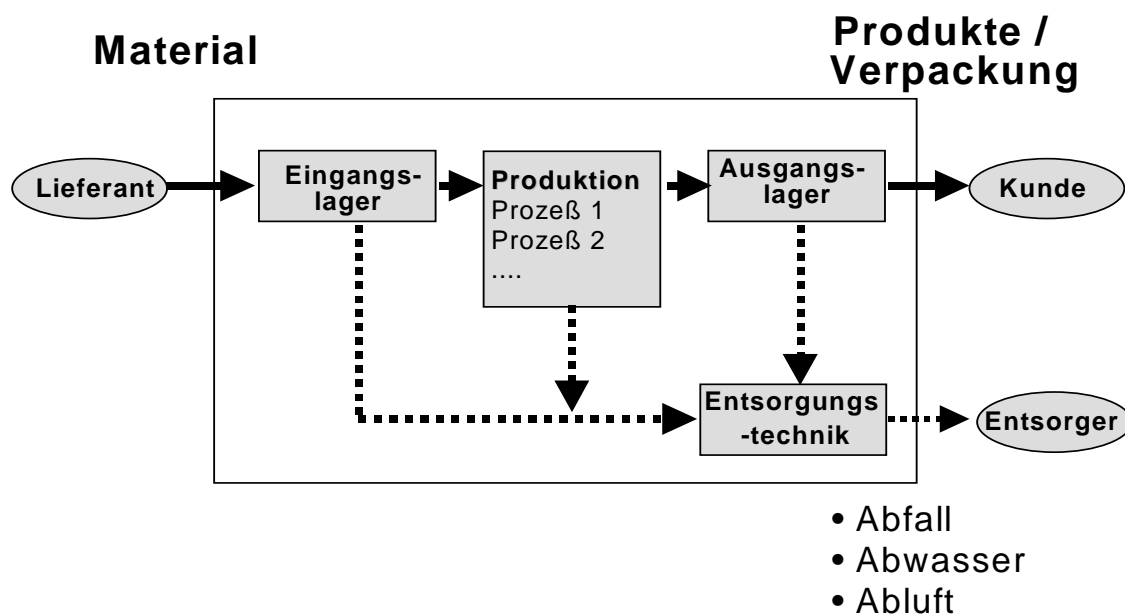 Material
Produkte /
Verpackung
Lieferant
Eingangs-
lager
Produktion
Prozeß 1
Prozeß 2
....
Ausgangs-
lager
Kunde
Entsorgungs
-technik
Entsorger
• Abfall
• Abwasser
• Abluft